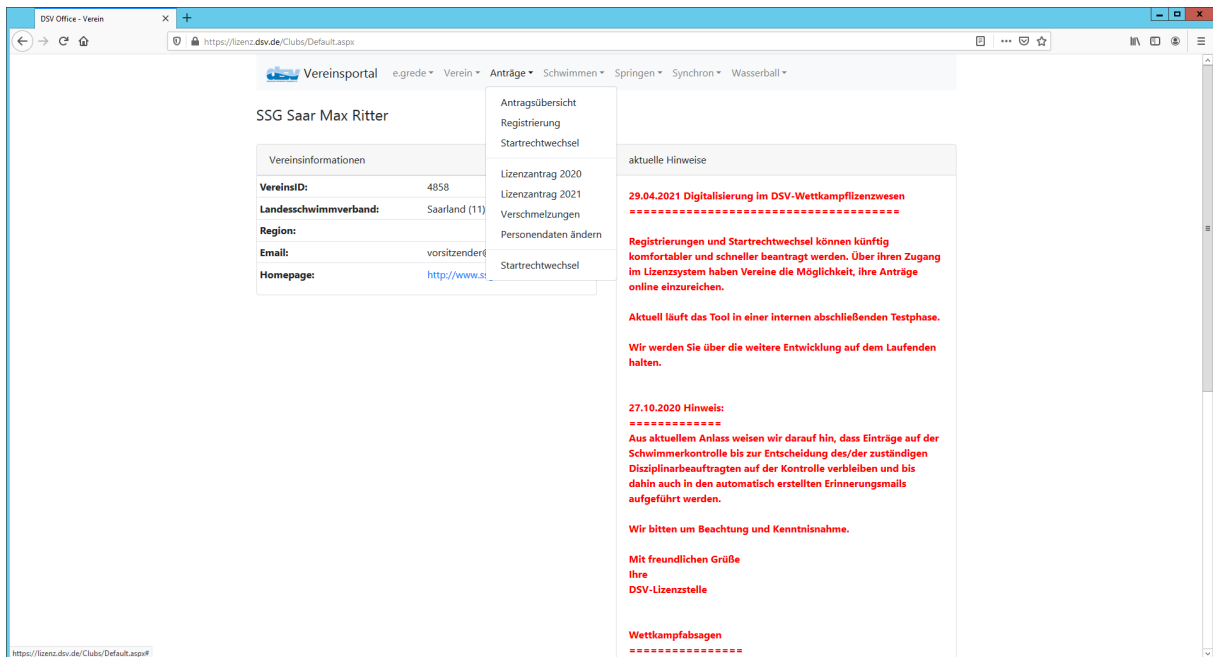 DSV Office - Verein
https://lizenz.dsv.de/Clubs/Default.aspx
dsv Vereinsportal e.grede Verein Anträge Schwimmen Springen Synchron Wasserball
Antragsübersicht
Registrierung
Startrechtwechsel
Lizenzantrag 2020
Lizenzantrag 2021
Verschmelzungen
Personendaten ändern
Startrechtwechsel
SSG Saar Max Ritter
Vereinsinformationen
VereinsID: 4858
Landesschwimmverband: Saarland (11)
Region:
Email: vorsitzender@
Homepage: http://www.ss
aktuelle Hinweise
29.04.2021 Digitalisierung im DSV-Wettkampflizenzwesen
======================================
Registrierungen und Startrechtwechsel können künftig
komfortabler und schneller beantragt werden. Über ihren Zugang
im Lizenzsystem haben Vereine die Möglichkeit, ihre Anträge
online einzureichen.
Aktuell läuft das Tool in einer internen abschließenden Testphase.
Wir werden Sie über die weitere Entwicklung auf dem Laufenden
halten.
27.10.2020 Hinweis:
=============
Aus aktuellem Anlass weisen wir darauf hin, dass Einträge auf der
Schwimmerkontrolle bis zur Entscheidung des/der zuständigen
Disziplinarbeauftragten auf der Kontrolle verbleiben und bis
dahin auch in den automatisch erstellten Erinnerungsmails
aufgeführt werden.
Wir bitten um Beachtung und Kenntnisnahme.
Mit freundlichen Grüße
Ihre
DSV-Lizenzstelle
Wettkampfabsagen
================
https://lizenz.dsv.de/Clubs/Default.aspx#